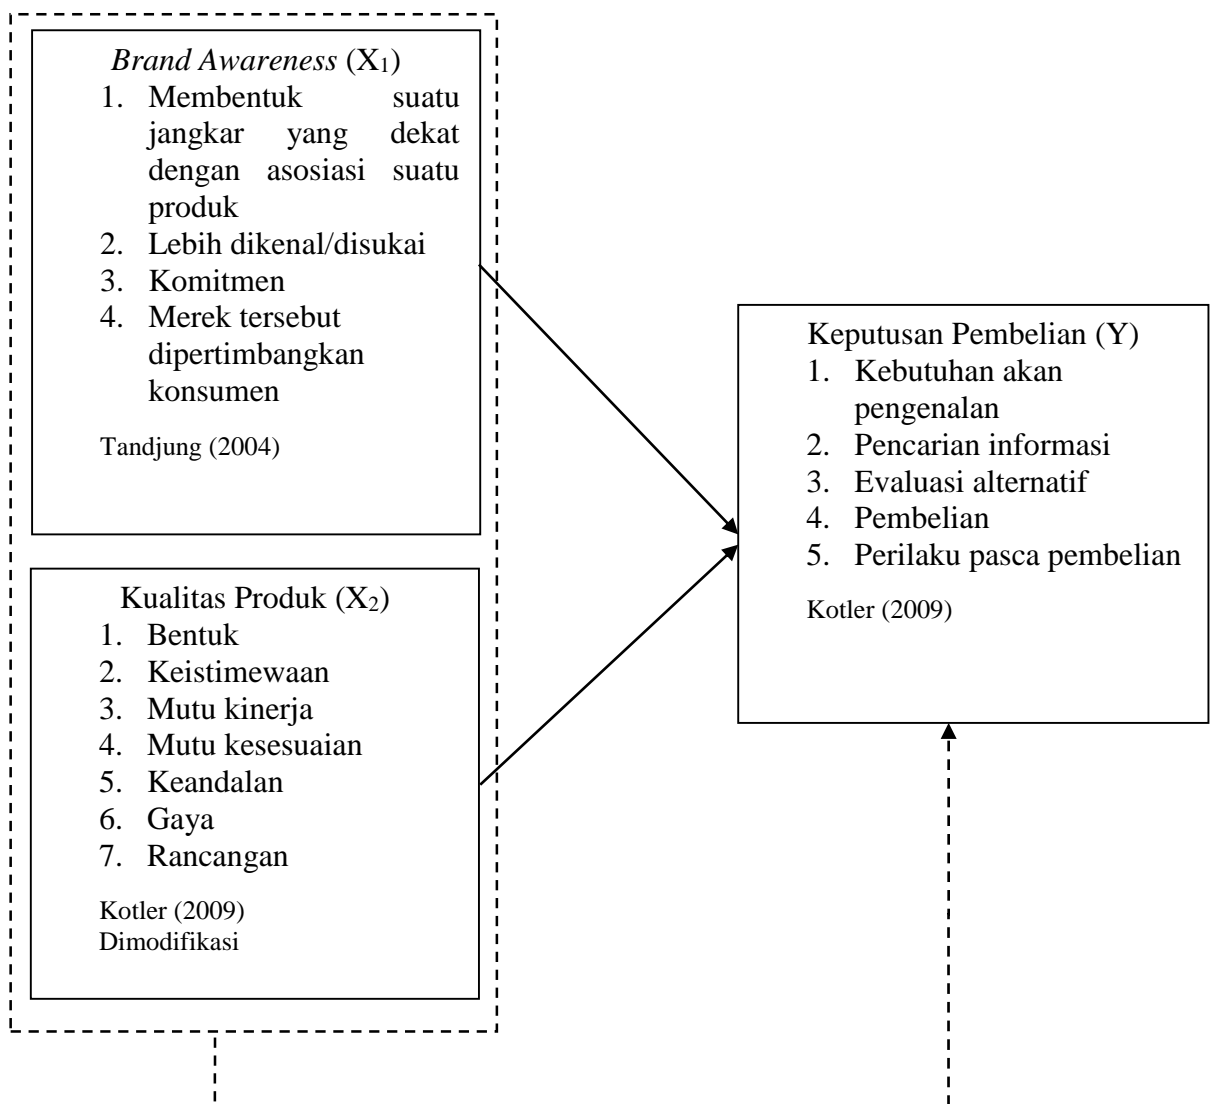 Brand Awareness (X₁)
1. Membentuk suatu
jangkar yang dekat
dengan asosiasi suatu
produk
2. Lebih dikenal/disukai
3. Komitmen
4. Merek tersebut
dipertimbangkan
konsumen
Tandjung (2004)
Kualitas Produk (X₂)
1. Bentuk
2. Keistimewaan
3. Mutu kinerja
4. Mutu kesesuaian
5. Keandalan
6. Gaya
7. Rancangan
Kotler (2009)
Dimodifikasi
Keputusan Pembelian (Y)
1. Kebutuhan akan
pengenalan
2. Pencarian informasi
3. Evaluasi alternatif
4. Pembelian
5. Perilaku pasca pembelian
Kotler (2009)